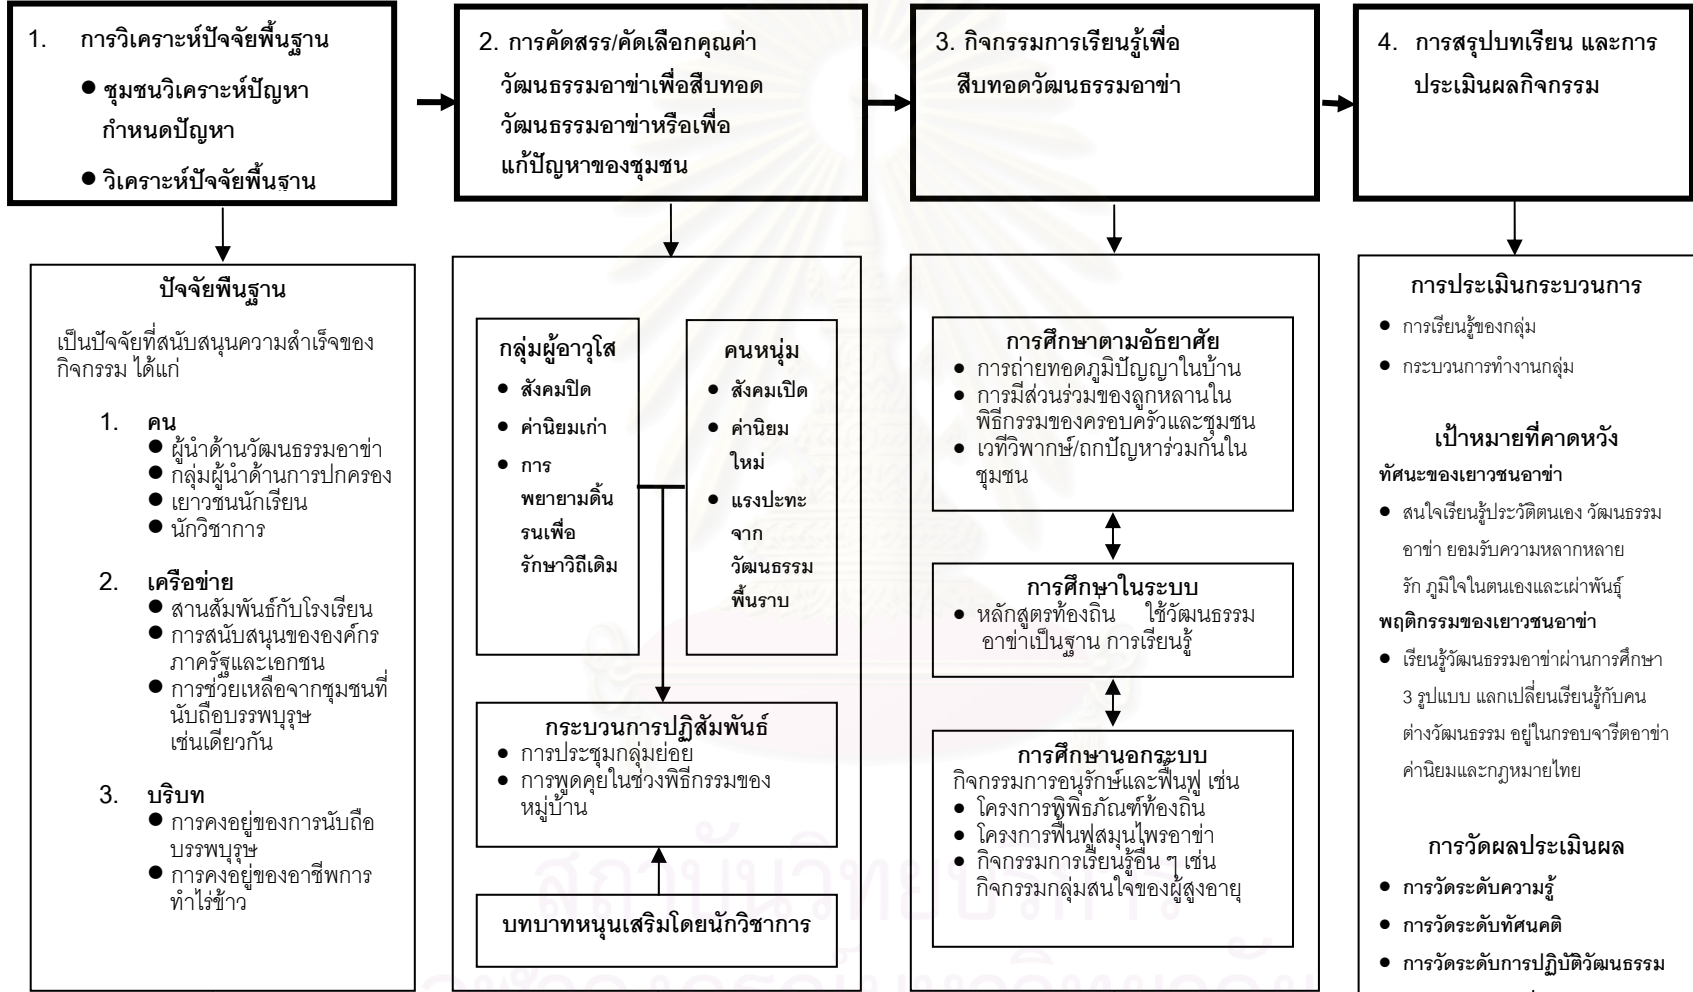 1. การวิเคราะห์ปัจจัยพื้นฐาน
● ชุมชนวิเคราะห์ปัญหา
กำหนดปัญหา
● วิเคราะห์ปัจจัยพื้นฐาน
2. การคัดสรร/คัดเลือกคุณค่า
วัฒนธรรมอาข่าเพื่อสืบทอด
วัฒนธรรมอาข่าหรือเพื่อ
แก้ปัญหาของชุมชน
3. กิจกรรมการเรียนรู้เพื่อ
สืบทอดวัฒนธรรมอาข่า
4. การสรุปบทเรียน และการ
ประเมินผลกิจกรรม
ปัจจัยพื้นฐาน
เป็นปัจจัยที่สนับสนุนความสำเร็จของ
กิจกรรม ได้แก่
1. คน
● ผู้นำด้านวัฒนธรรมอาข่า
● กลุ่มผู้นำด้านการปกครอง
● เยาวชนนักเรียน
● นักวิชาการ
2. เครือข่าย
● สานสัมพันธ์กับโรงเรียน
● การสนับสนุนขององค์กร
ภาครัฐและเอกชน
● การช่วยเหลือจากชุมชนที่
นับถือบรรพบุรุษ
เช่นเดียวกัน
3. บริบท
● การคงอยู่ของการนับถือ
บรรพบุรุษ
● การคงอยู่ของอาชีพการ
ทำไร่ข้าว
กลุ่มผู้อาวุโส
● สังคมปิด
● ค่านิยมเก่า
● การ
พยายามดิ้น
รนเพื่อ
รักษาวิถีเดิม
คนหนุ่ม
● สังคมเปิด
● ค่านิยม
ใหม่
● แรงปะทะ
จาก
วัฒนธรรม
พื้นราบ
กระบวนการปฏิสัมพันธ์
● การประชุมกลุ่มย่อย
● การพูดคุยในช่วงพิธีกรรมของ
หมู่บ้าน
บทบาทหนุนเสริมโดยนักวิชาการ
การศึกษาตามอัธยาศัย
● การถ่ายทอดภูมิปัญญาในบ้าน
● การมีส่วนร่วมของลูกหลานใน
พิธีกรรมของครอบครัวและชุมชน
● เวทีวิพากษ์/ถกปัญหาร่วมกันใน
ชุมชน
การศึกษาในระบบ
● หลักสูตรท้องถิ่น ใช้วัฒนธรรม
อาข่าเป็นฐาน การเรียนรู้
การศึกษานอกระบบ
กิจกรรมการอนุรักษ์และฟื้นฟู เช่น
● โครงการพิพิธภัณฑ์ท้องถิ่น
● โครงการฟื้นฟูสมุนไพรอาข่า
● กิจกรรมการเรียนรู้อื่น ๆ เช่น
กิจกรรมกลุ่มสนใจของผู้สูงอายุ
การประเมินกระบวนการ
● การเรียนรู้ของกลุ่ม
● กระบวนการทำงานกลุ่ม
เป้าหมายที่คาดหวัง
ทัศนะของเยาวชนอาข่า
● สนใจเรียนรู้ประวัติตนเอง วัฒนธรรม
อาข่า ยอมรับความหลากหลาย
รัก ภูมิใจในตนเองและเผ่าพันธุ์
พฤติกรรมของเยาวชนอาข่า
● เรียนรู้วัฒนธรรมอาข่าผ่านการศึกษา
3 รูปแบบ แลกเปลี่ยนเรียนรู้กับคน
ต่างวัฒนธรรม อยู่ในกรอบจารีตอาข่า
ค่านิยมและกฎหมายไทย
การวัดผลประเมินผล
● การวัดระดับความรู้
● การวัดระดับทัศนคติ
● การวัดระดับการปฏิบัติวัฒนธรรม
สถาบันวิทยบริการ
จุฬาลงกรณ์มหาวิทยาลัย